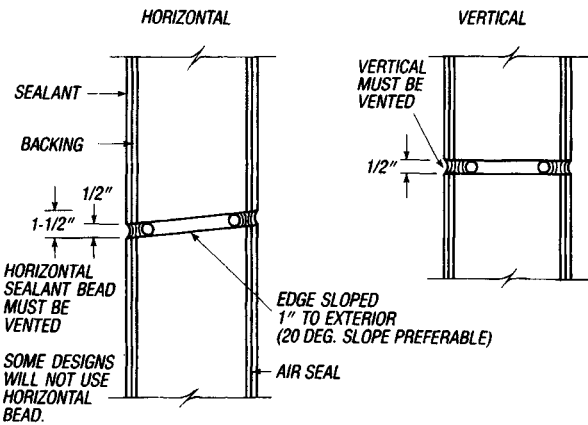 HORIZONTAL
SEALANT
BACKING
1/2"
1-1/2"
HORIZONTAL
SEALANT BEAD
MUST BE
VENTED
SOME DESIGNS
WILL NOT USE
HORIZONTAL
BEAD.
EDGE SLOPED
1" TO EXTERIOR
(20 DEG. SLOPE PREFERABLE)
AIR SEAL
VERTICAL
VERTICAL
MUST BE
VENTED
1/2"